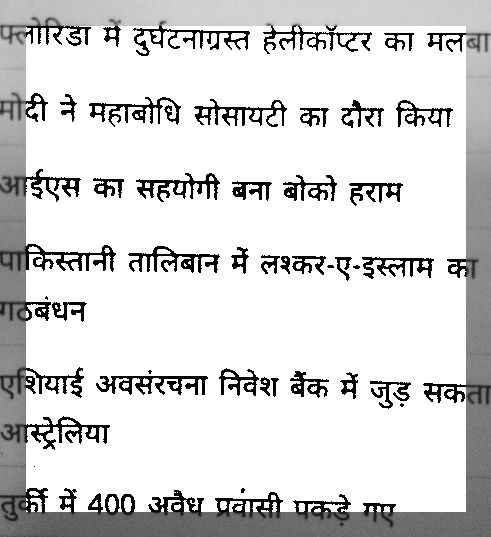 फ्लोरिडा में दुर्घटनाग्रस्त हेलीकॉप्टर का मलबा
मोदी ने महाबोधि सोसायटी का दौरा किया
आईएस का सहयोगी बना बोको हराम
पाकिस्तानी तालिबान में लश्कर-ए-इस्लाम का
गठबंधन
एशियाई अवसंरचना निवेश बैंक में जुड़ सकता
आस्ट्रेलिया
तुर्की में 400 अवैध प्रवासी पकड़े गए